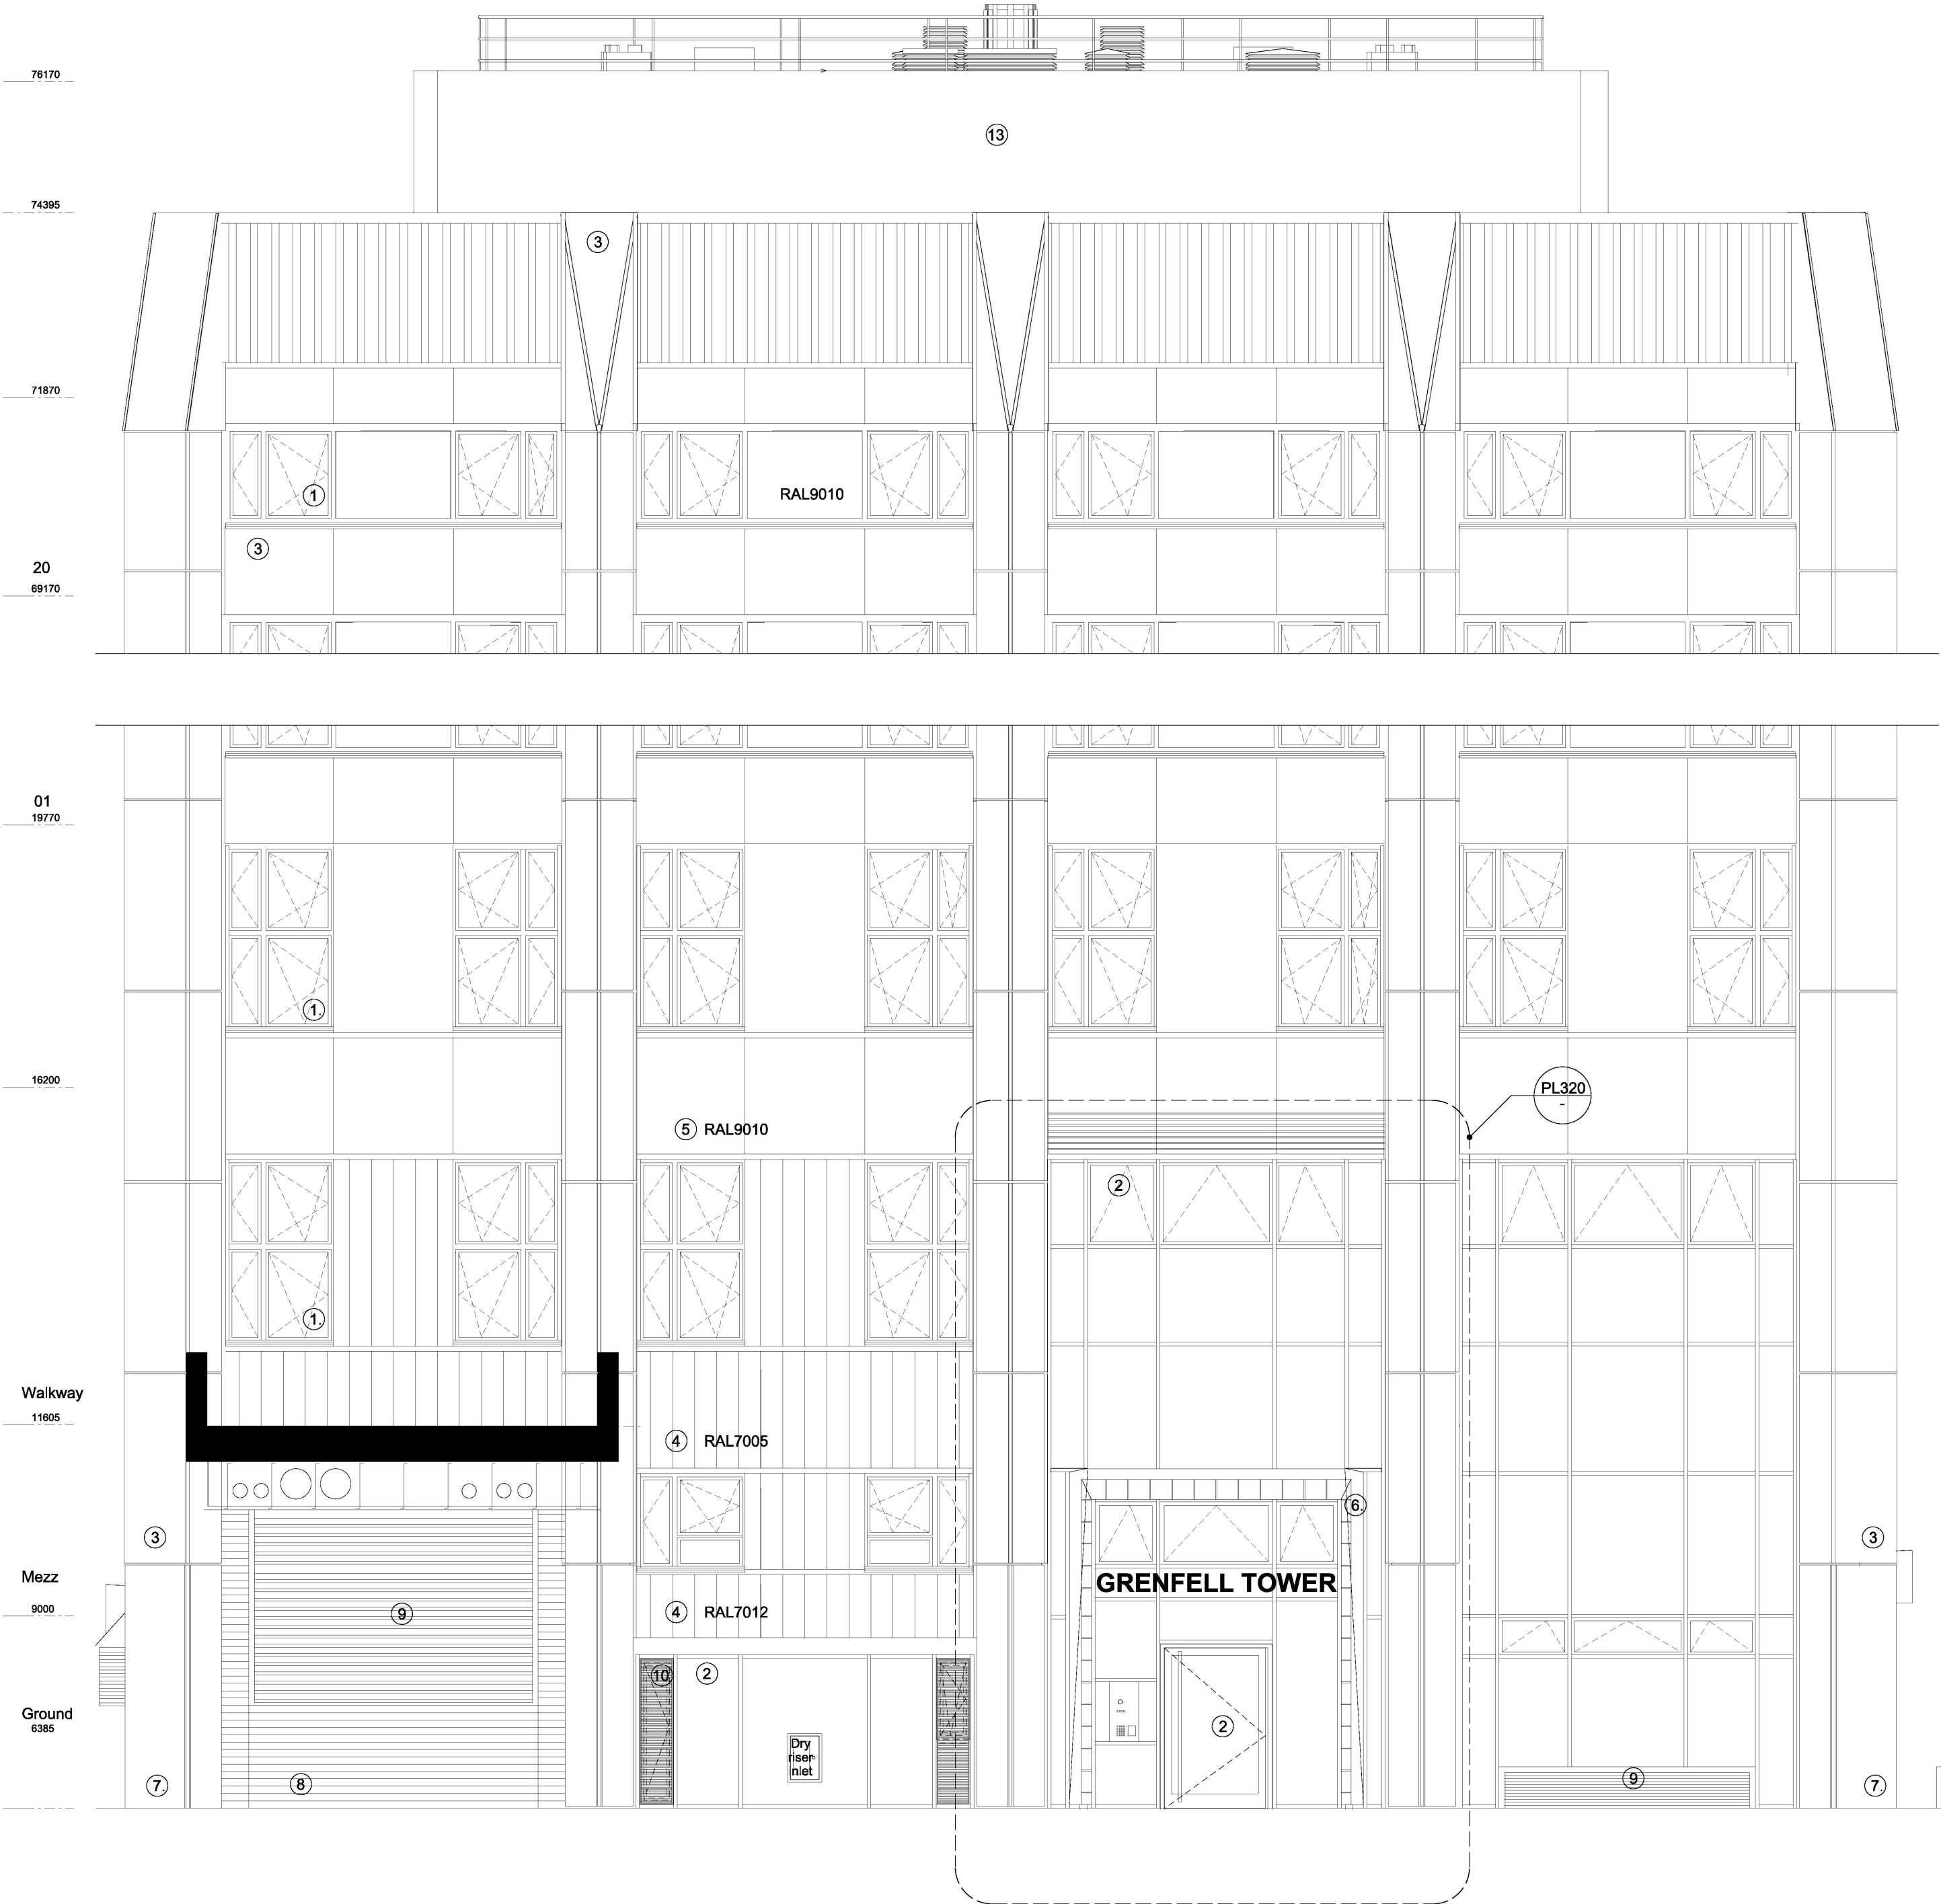 76170
13
74395
3
71870
1
RAL9010
3
20
69170
01
19770
1.
16200
PL320
-
5 RAL9010
2
1.
Walkway
11605
4 RAL7005
6.
3
3
Mezz
GRENFELL TOWER
9000
9
4 RAL7012
10
2
Ground
6385
2
Dry
riser
inlet
7.
8
9
7.